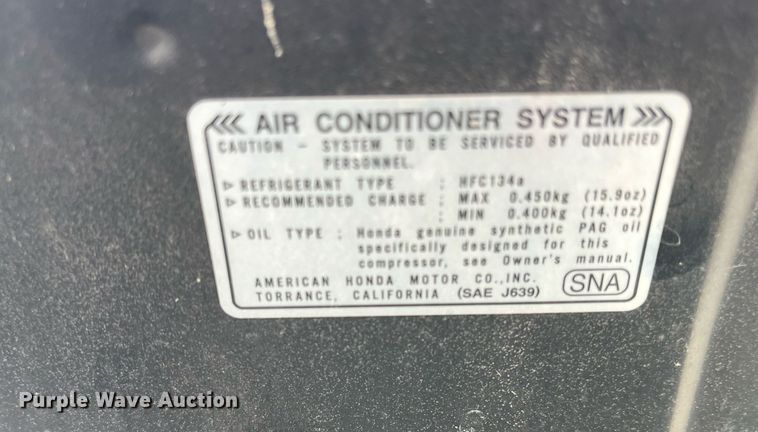 ⋘ AIR CONDITIONER SYSTEM ⋙
CAUTION - SYSTEM TO BE SERVICED BY QUALIFIED
PERSONNEL.
▷ REFRIGERANT TYPE : HFC134a
▷ RECOMMENDED CHARGE : MAX 0.450kg (15.9oz)
: MIN 0.400kg (14.1oz)
▷ OIL TYPE : Honda genuine synthetic PAG oil
specifically designed for this
compressor, see Owner's manual.
AMERICAN HONDA MOTOR CO.,INC.
TORRANCE, CALIFORNIA (SAE J639) SNA
Purple Wave Auction